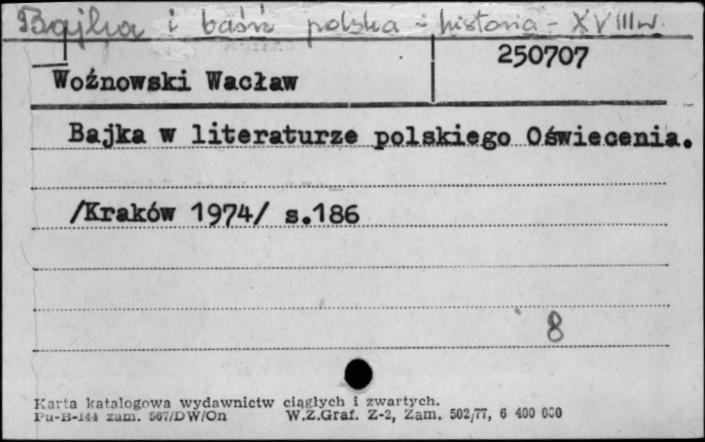 Bajka i baśń polska - historia - XVIII w.
250707
Woźnowski Wacław
Bajka w literaturze polskiego Oświecenia.
/Kraków 1974/ s.186
8
Karta katalogowa wydawnictw ciągłych i zwartych.
Pu-B-144 zam. 567/DW/On W.Z.Graf. Z-2, Zam. 502/77, 6 400 000